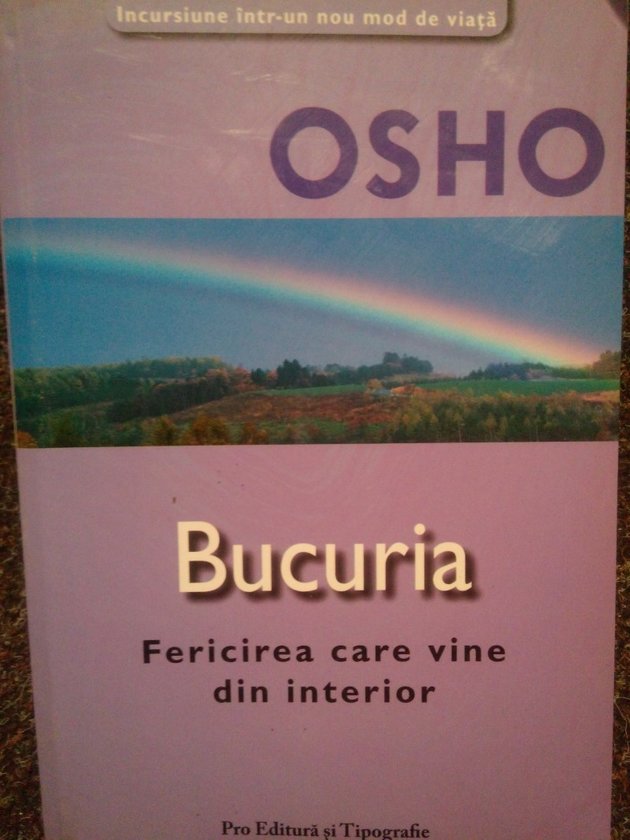 Incursiune într-un nou mod de viață
OSHO
Bucuria
Fericirea care vine
din interior
Pro Editură și Tipografie